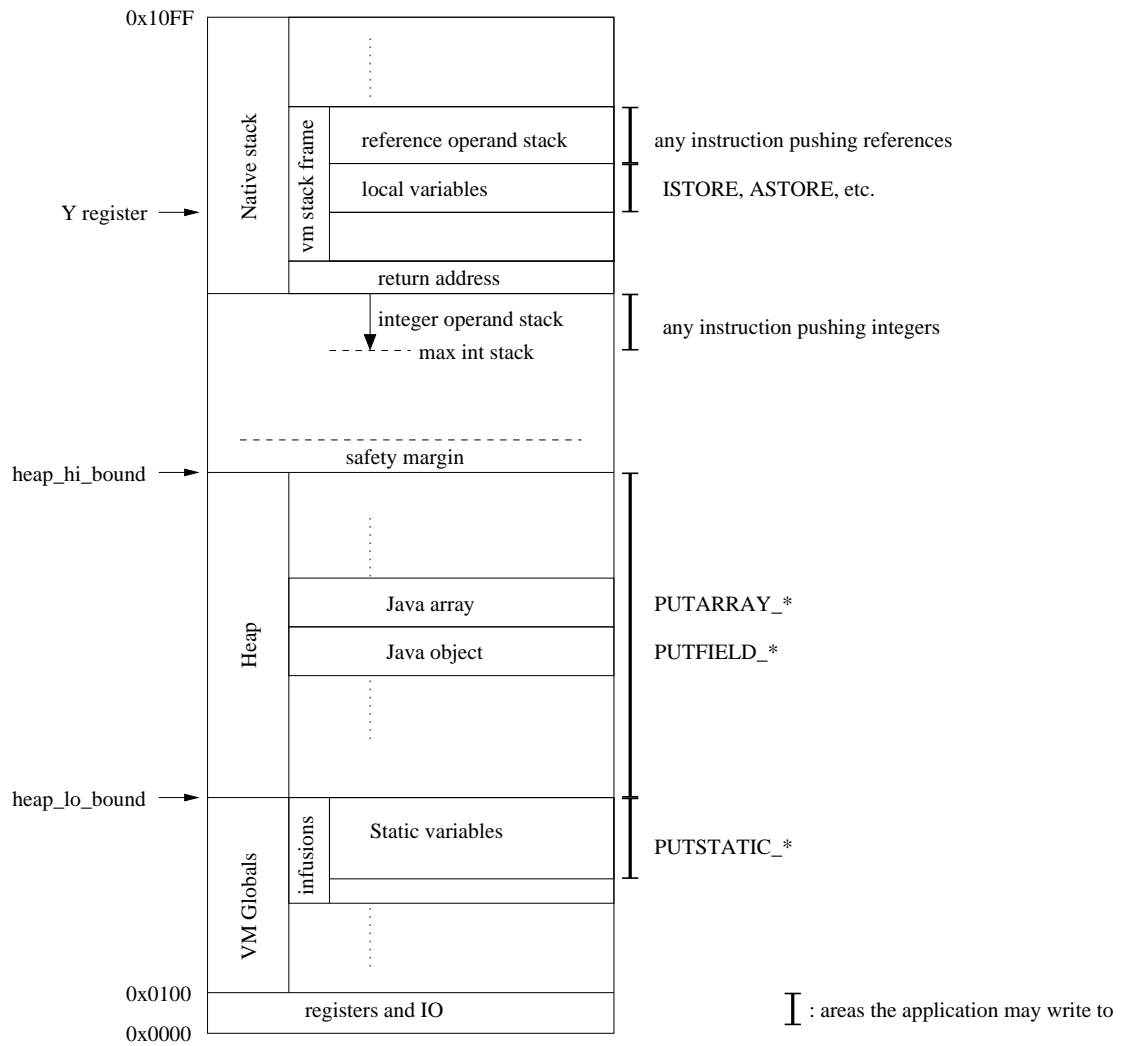 0x10FF
Native stack
vm stack frame
reference operand stack
any instruction pushing references
local variables
ISTORE, ASTORE, etc.
Y register
return address
integer operand stack
any instruction pushing integers
max int stack
safety margin
heap_hi_bound
Heap
Java array
PUTARRAY_*
Java object
PUTFIELD_*
heap_lo_bound
VM Globals
infusions
Static variables
PUTSTATIC_*
0x0100
registers and IO
: areas the application may write to
0x0000